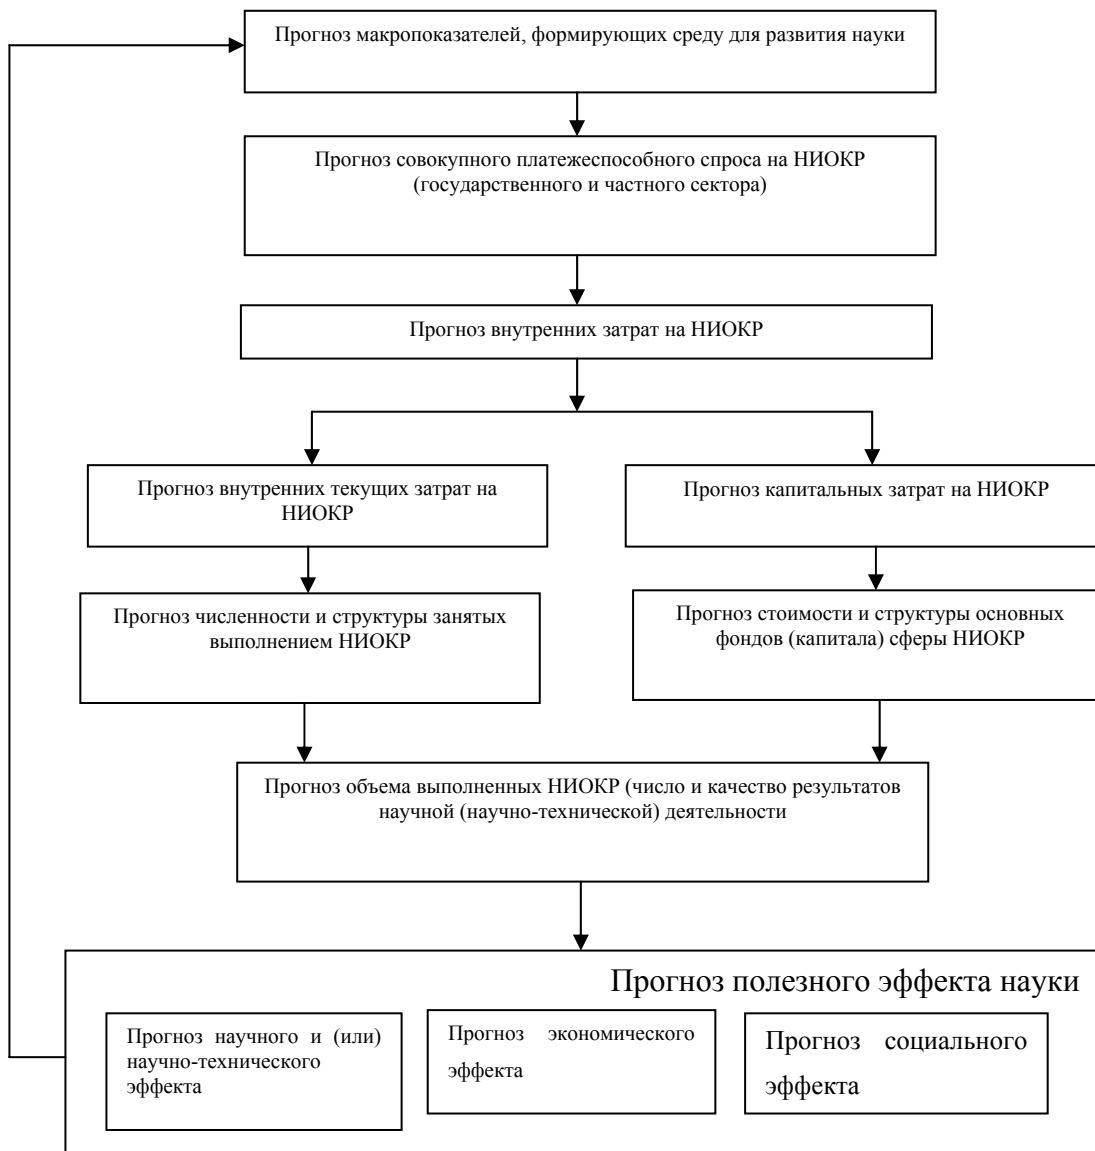 Прогноз макропоказателей, формирующих среду для развития науки
Прогноз совокупного платежеспособного спроса на НИОКР
(государственного и частного сектора)
Прогноз внутренних затрат на НИОКР
Прогноз внутренних текущих затрат на
НИОКР
Прогноз капитальных затрат на НИОКР
Прогноз численности и структуры занятых
выполнением НИОКР
Прогноз стоимости и структуры основных
фондов (капитала) сферы НИОКР
Прогноз объема выполненных НИОКР (число и качество результатов
научной (научно-технической) деятельности
Прогноз полезного эффекта науки
Прогноз научного и (или)
научно-технического
эффекта
Прогноз экономического
эффекта
Прогноз социального
эффекта